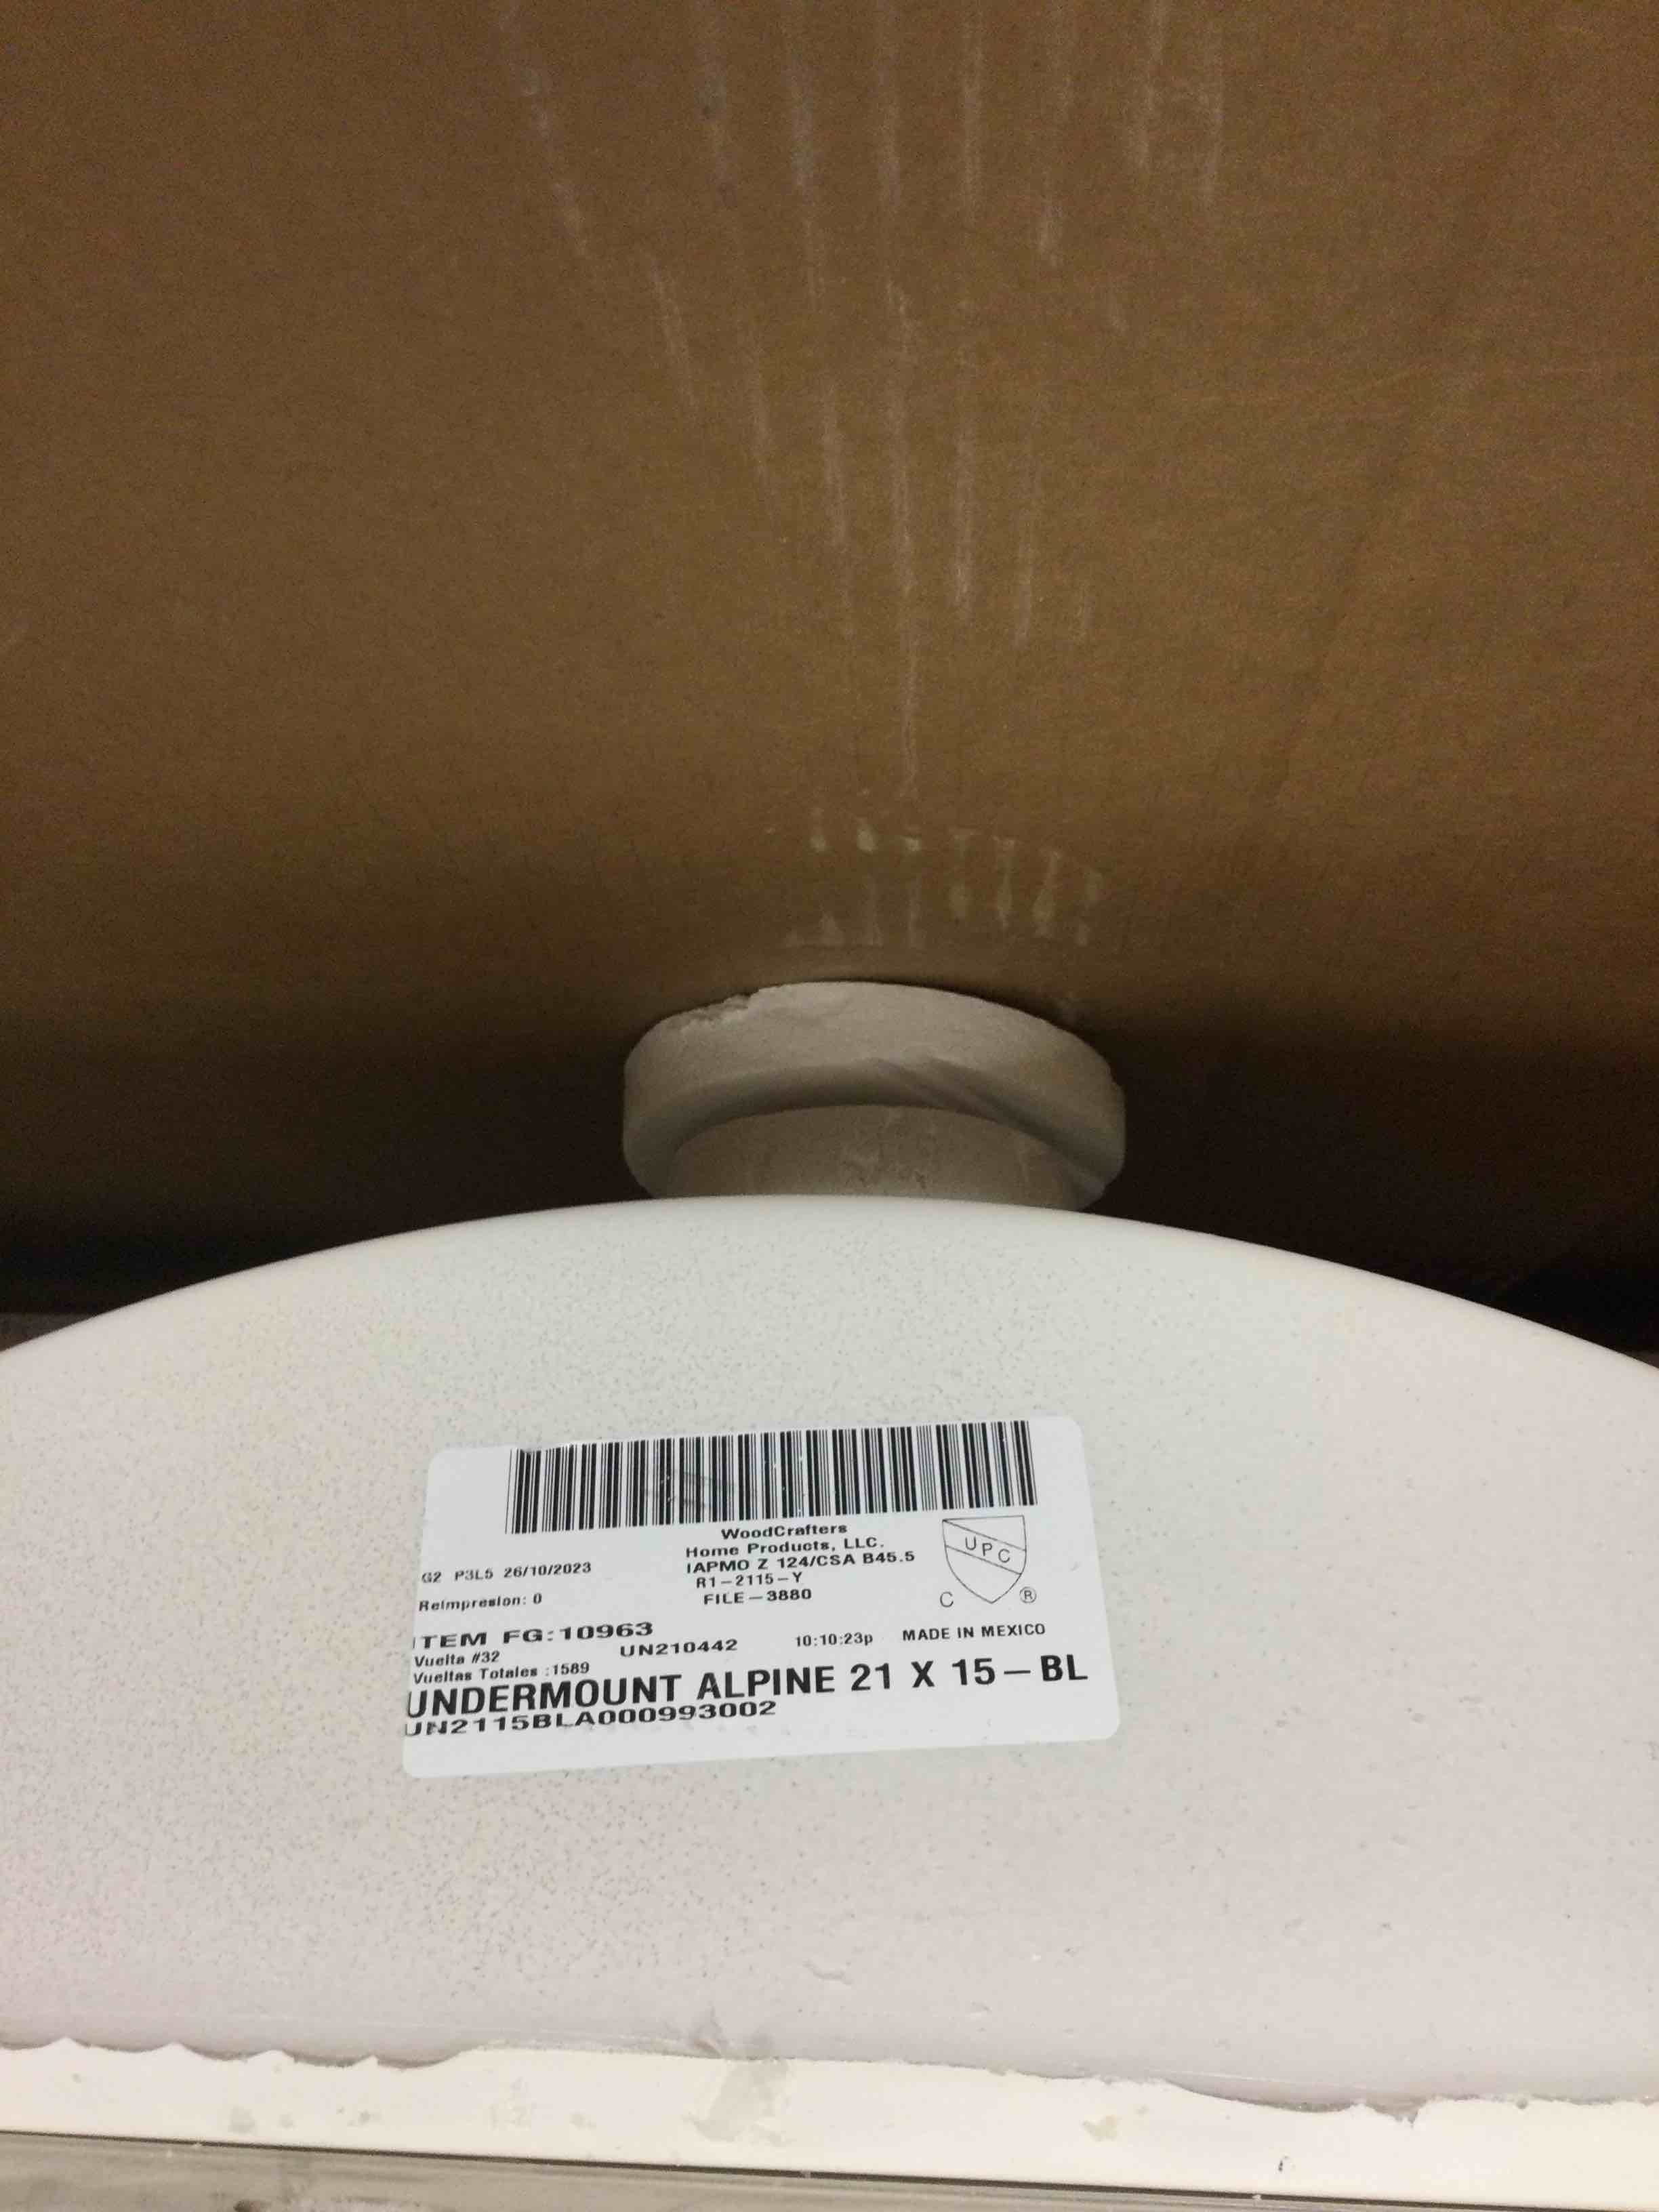 WoodCrafters
Home Products, LLC.
IAPMO Z 124/CSA B45.5
R1-2115-Y
FILE-3880
UPC
C ®
G2 P3L5 26/10/2023
Reimpresion: 0
ITEM FG:10963
Vuelta #32
UN210442
10:10:23p
MADE IN MEXICO
Vueltas Totales :1589
UNDERMOUNT ALPINE 21 X 15-BL
UN2115BLA000993002